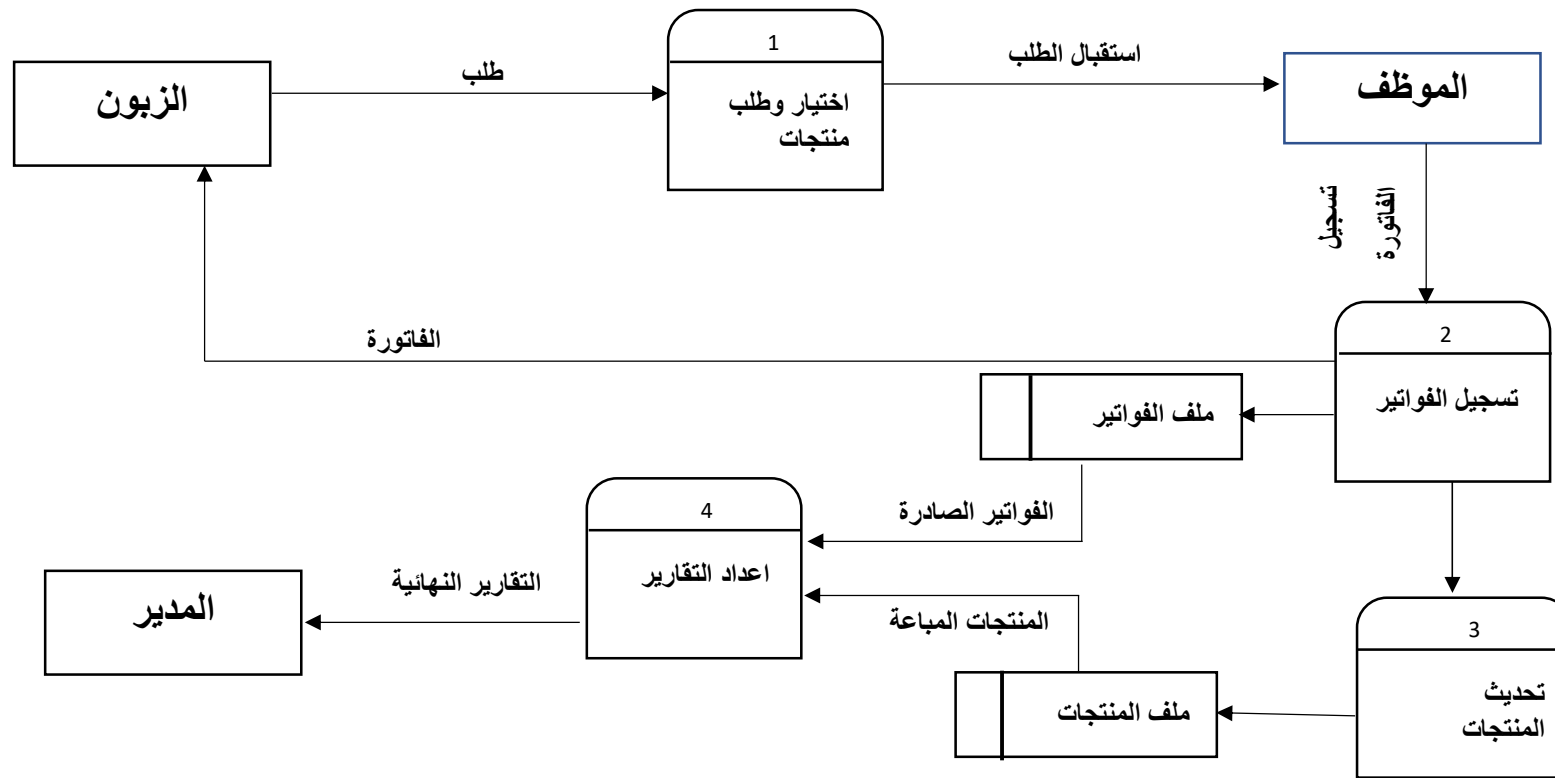 1
استقبال الطلب
طلب
الموظف
الزبون
اختيار وطلب
منتجات
تسجيل
الفاتورة
الفاتورة
2
تسجيل الفواتير
ملف الفواتير
الفواتير الصادرة
4
اعداد التقارير
التقارير النهائية
المدير
المنتجات المباعة
3
تحديث
المنتجات
ملف المنتجات